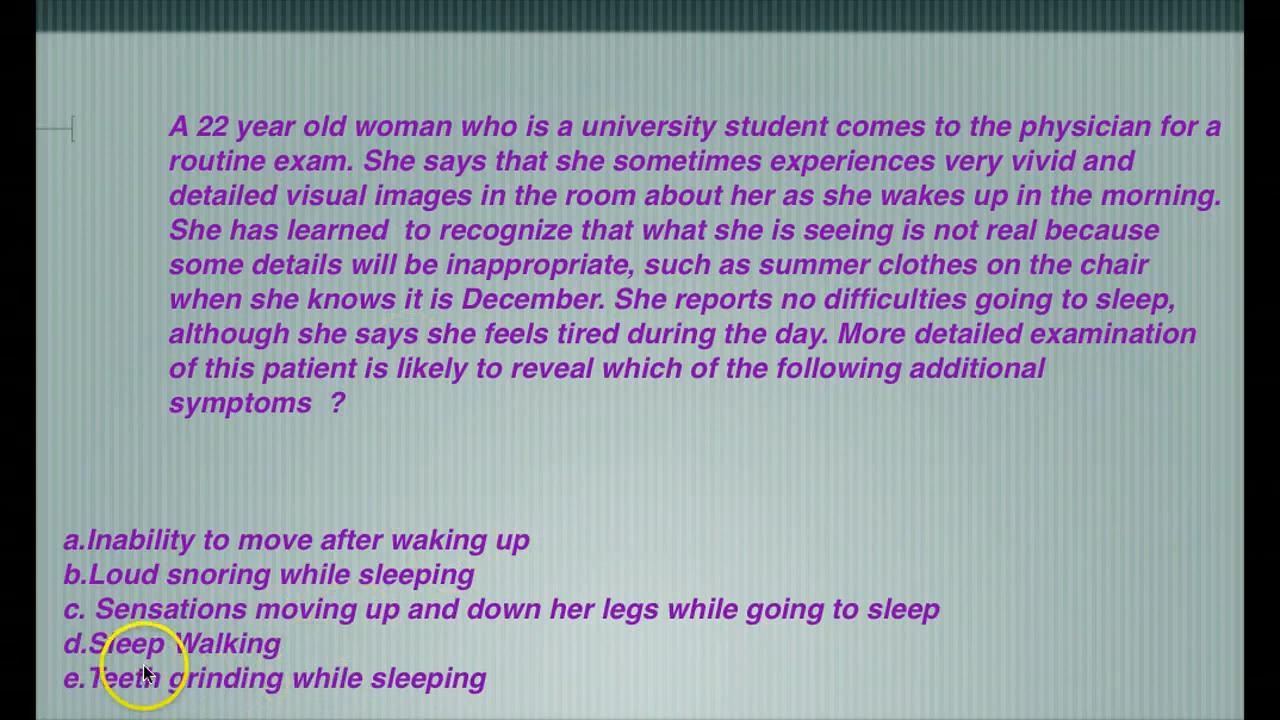 A 22 year old woman who is a university student comes to the physician for a
routine exam. She says that she sometimes experiences very vivid and
detailed visual images in the room about her as she wakes up in the morning.
She has learned  to recognize that what she is seeing is not real because
some details will be inappropriate, such as summer clothes on the chair
when she knows it is December. She reports no difficulties going to sleep,
although she says she feels tired during the day. More detailed examination
of this patient is likely to reveal which of the following additional
symptoms  ?
a.Inability to move after waking up
b.Loud snoring while sleeping
c. Sensations moving up and down her legs while going to sleep
d.Sleep Walking
e.Teeth grinding while sleeping